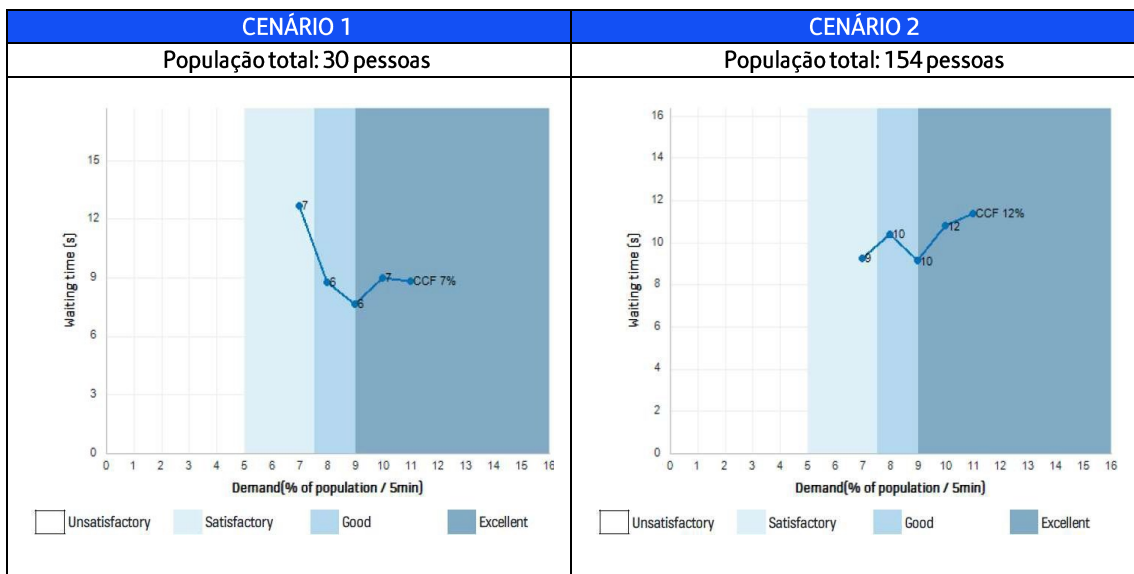 CENÁRIO 1
População total: 30 pessoas
15
12
9
6
3
0
Waiting time [s]
7
6
6
7
CCF 7%
0 1 2 3 4 5 6 7 8 9 10 11 12 13 14 15 16
Demand(% of population / 5min)
Unsatisfactory Satisfactory Good Excellent
CENÁRIO 2
População total: 154 pessoas
16
14
12
10
8
6
4
2
0
Waiting time [s]
9
10
10
12
CCF 12%
0 1 2 3 4 5 6 7 8 9 10 11 12 13 14 15 16
Demand(% of population / 5min)
Unsatisfactory Satisfactory Good Excellent